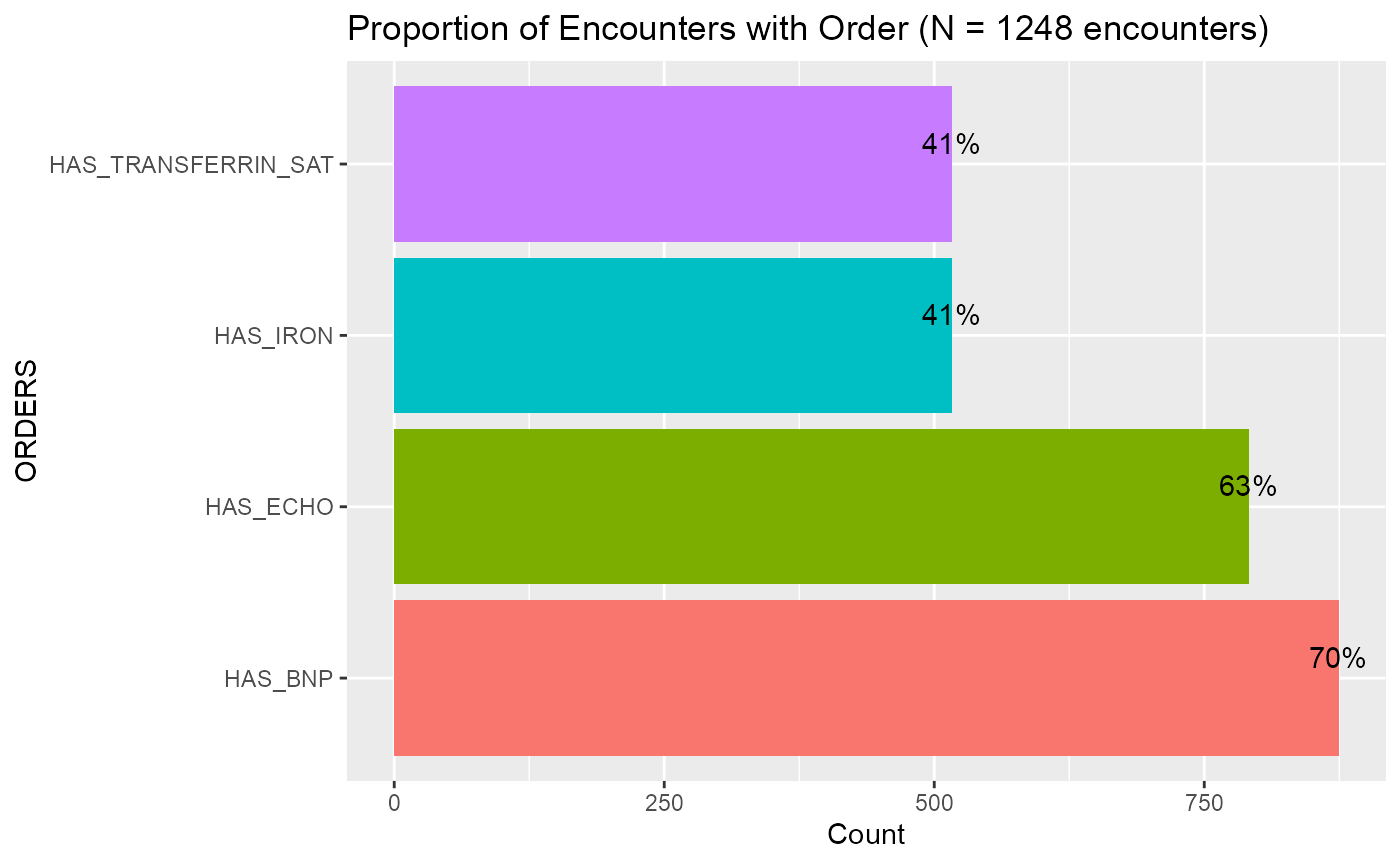 Proportion of Encounters with Order (N = 1248 encounters)
ORDERS
HAS_TRANSFERRIN_SAT
41%
HAS_IRON
41%
HAS_ECHO
63%
HAS_BNP
70%
0 250 500 750
Count